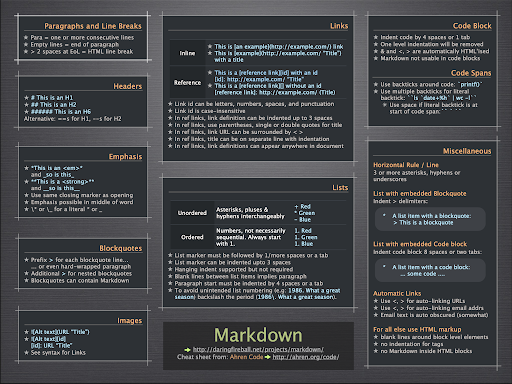 Paragraphs and Line Breaks
★ Para = one or more consecutive lines
★ Empty lines = end of paragraph
★ > 2 spaces at EoL = HTML line break
Headers
★ # This is an H1
★ ## This is an H2
★ ###### This is an H6
Alternative: ==s for H1, --s for H2
Emphasis
★ *This is an <em>*
and _so is this_
★ **This is a <strong>**
and __so is this__
★ Use same closing marker as opening
★ Emphasis possible in middle of word
★ \* or \_ for a literal * or _
Blockquotes
★ Prefix > for each blockquote line...
... or even hard-wrapped paragraph
★ Additional > for nested blockquotes
★ Blockquotes can contain Markdown
Images
★ ![Alt text](URL "Title")
★ ![Alt text][id]
[id]: URL "Title"
★ See syntax for Links
Links
Inline
★ This is [an example](http://example.com/) link
★ This is [an example](http://example.com/ "Title")
with a title
Reference
★ This is a [reference link][id] with an id
[id]: http://example.com/ "Title"
★ This is a [reference link][] without an id
[reference link]: http://example.com/ (Title)
★ Link id can be letters, numbers, spaces, and punctuation
★ Link id is case-insensitive
★ In ref links, link definition can be indented up to 3 spaces
★ In ref links, use parentheses, single or double quotes for title
★ In ref links, link URL can be surrounded by < >
★ In ref links, title can be on separate line with indentation
★ In ref links, link definitions can appear anywhere in document
Lists
Unordered
Asterisks, pluses &
hyphens interchangeably
+ Red
* Green
- Blue
Ordered
Numbers, not necessarily
sequential. Always start
with 1.
1. Red
1. Green
1. Blue
★ List marker must be followed by 1/more spaces or a tab
★ List marker can be indented upto 3 spaces
★ Hanging indent supported but not required
★ Blank lines between list items implies paragraph
★ Paragraph start must be indented by 4 spaces or a tab
★ To avoid unintended list numbering (e.g: 1986. What a great
season) backslash the period (1986\. What a great season).
Markdown
http://daringfireball.net/projects/markdown/
Cheat sheet from: Ahren Code http://ahren.org/code/
Code Block
★ Indent code by 4 spaces or 1 tab
★ One level indentation will be removed
★ & and <, > are automatically HTML'ised
★ Markdown not usable in code blocks
Code Spans
★ Use backticks around code: `printf()`
★ Use multiple backticks for literal
★ Use space if literal backtick is at
Miscellaneous
Horizontal Rule / Line
3 or more asterisks, hyphens or
underscores
List with embedded Blockquote
Indent > delimiters:
* A list item with a blockquote:
> This is a blockquote
List with embedded Code block
Indent code block 8 spaces or 2 tabs:
* A list item with a code block:
... some code ....
Automatic Links
★ Use <, > for auto-linking URLs
★ Use <, > for auto-linking email addrs
★ Email text is auto obscured (somewhat)
For all else use HTML markup
★ blank lines around block level elements
★ no indentation for tags
★ no Markdown inside HTML blocks